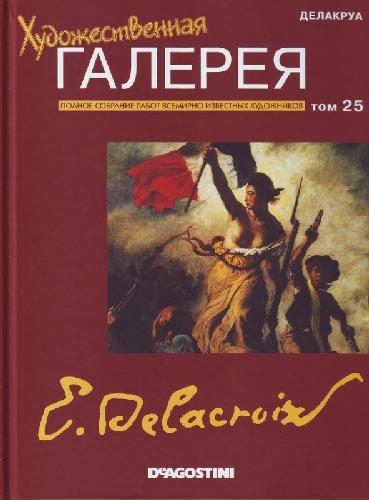 ДЕЛАКРУА
Художественная
ГАЛЕРЕЯ
ПОЛНОЕ СОБРАНИЕ РАБОТ ВСЕМИРНО ИЗВЕСТНЫХ ХУДОЖНИКОВ
ТОМ 25
E. Delacroix
DEAGOSTINI